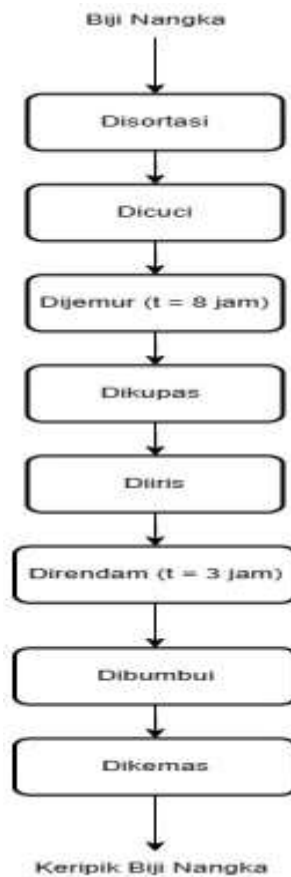 Biji Nangka
Disortasi
Dicuci
Dijemur (t = 8 jam)
Dikupas
Diiris
Direndam (t = 3 jam)
Dibumbui
Dikemas
Keripik Biji Nangka